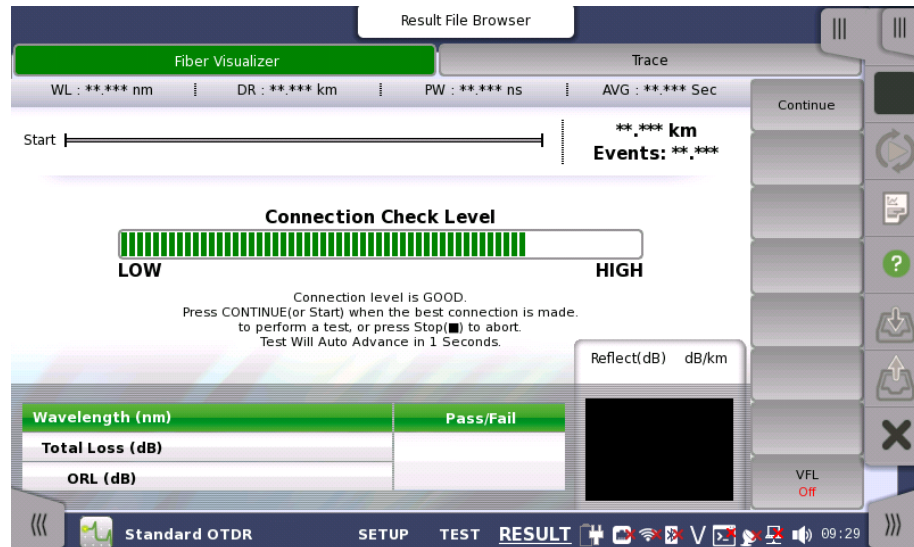 Result File Browser
Fiber Visualizer
Trace
WL : **.*** nm
DR : **.*** km
PW : **.*** ns
AVG : **.*** Sec
Continue
Start
**.*** km
Events: **.***
Connection Check Level
LOW
HIGH
Connection level is GOOD.
Press CONTINUE(or Start) when the best connection is made.
to perform a test, or press Stop(■) to abort.
Test Will Auto Advance in 1 Seconds.
Reflect(dB) dB/km
Wavelength (nm)
Pass/Fail
Total Loss (dB)
ORL (dB)
VFL
Off
Standard OTDR
SETUP
TEST
RESULT
V
09:29